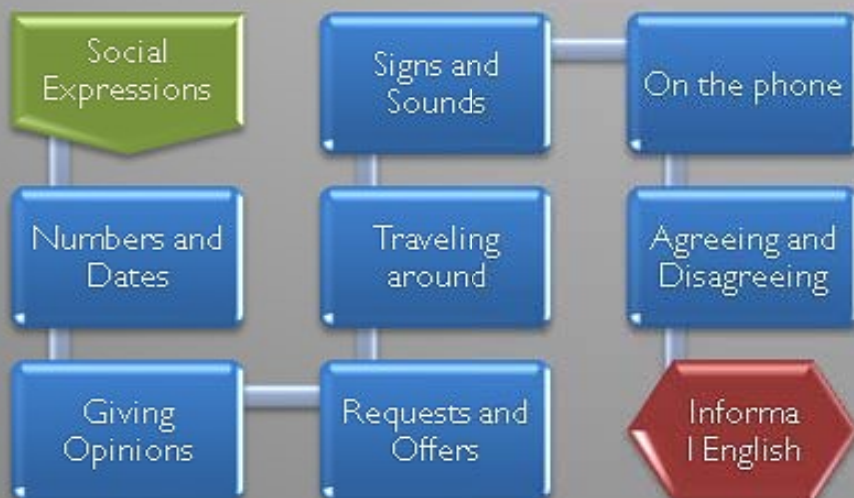 Social
Expressions
Numbers and
Dates
Giving
Opinions
Requests and
Offers
Traveling
around
Signs and
Sounds
On the phone
Agreeing and
Disagreeing
Informa
l English